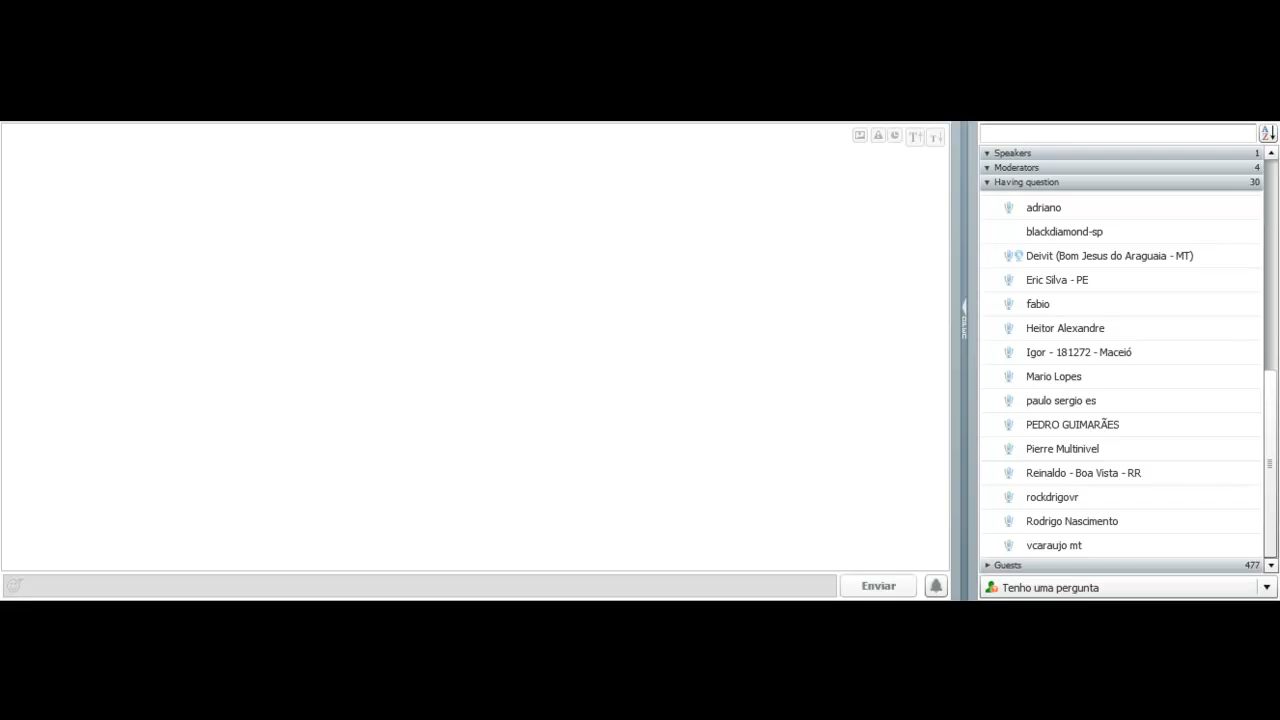 Speakers 1
Moderators 4
Having question 30
adriano
blackdiamond-sp
Deivit (Bom Jesus do Araguaia - MT)
Eric Silva - PE
fabio
Heitor Alexandre
Igor - 181272 - Maceió
Mario Lopes
paulo sergio es
PEDRO GUIMARÃES
Pierre Multinivel
Reinaldo - Boa Vista - RR
rockdrigovr
Rodrigo Nascimento
vcaraujo mt
Guests 477
Enviar
Tenho uma pergunta